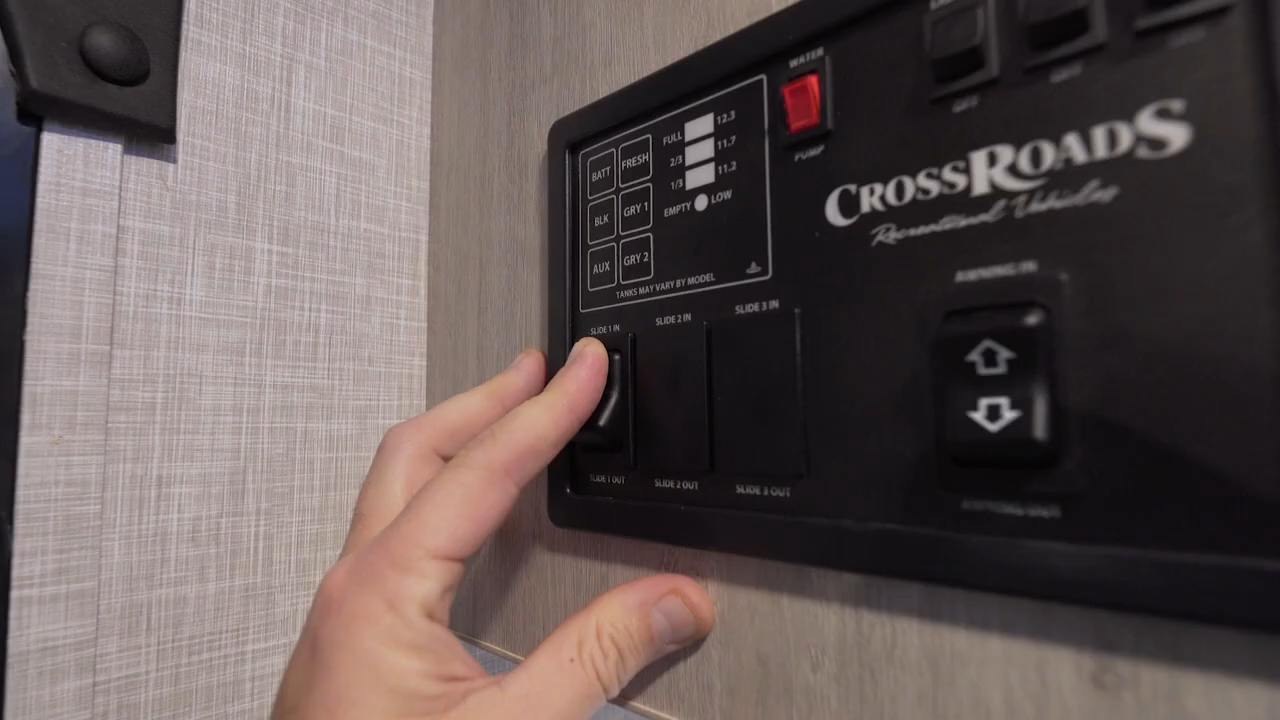 WATER
PUMP
FULL 12.3
2/3 11.7
1/3 11.2
EMPTY LOW
BATT FRESH
BLK GRY 1
AUX GRY 2
TANKS MAY VARY BY MODEL
CROSSROADS
Recreational Vehicles
SLIDE 1 IN
SLIDE 2 IN
SLIDE 3 IN
AWNING IN
SLIDE 1 OUT
SLIDE 2 OUT
SLIDE 3 OUT
AWNING OUT